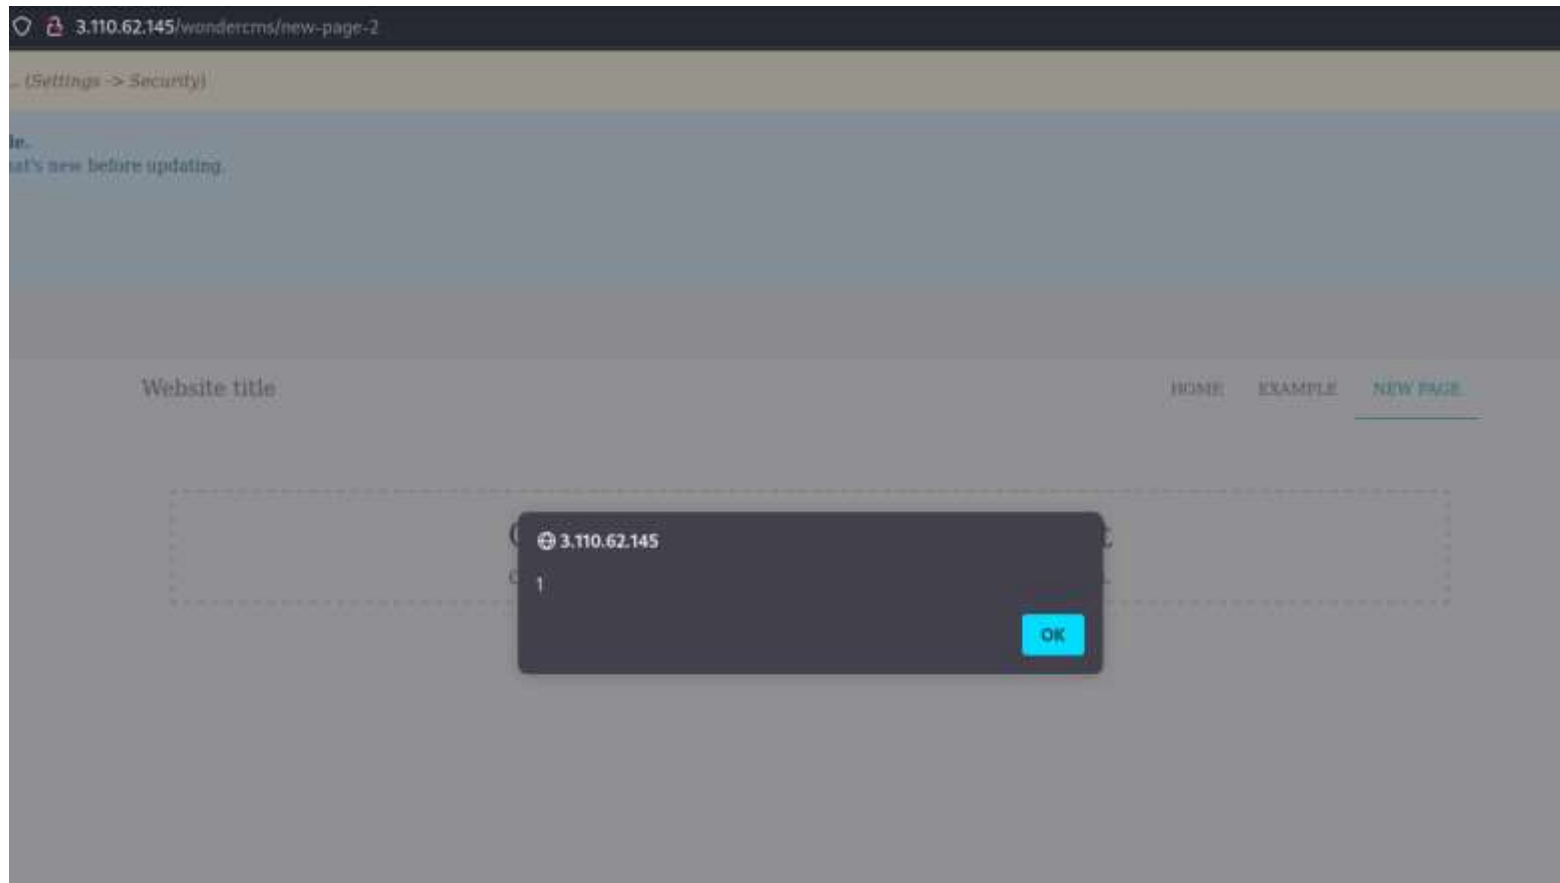 3.110.62.145/wondercms/new-page-2
(Settings -> Security)
le.
at's new before updating.
Website title
HOME EXAMPLE NEW PAGE
3.110.62.145
1
OK